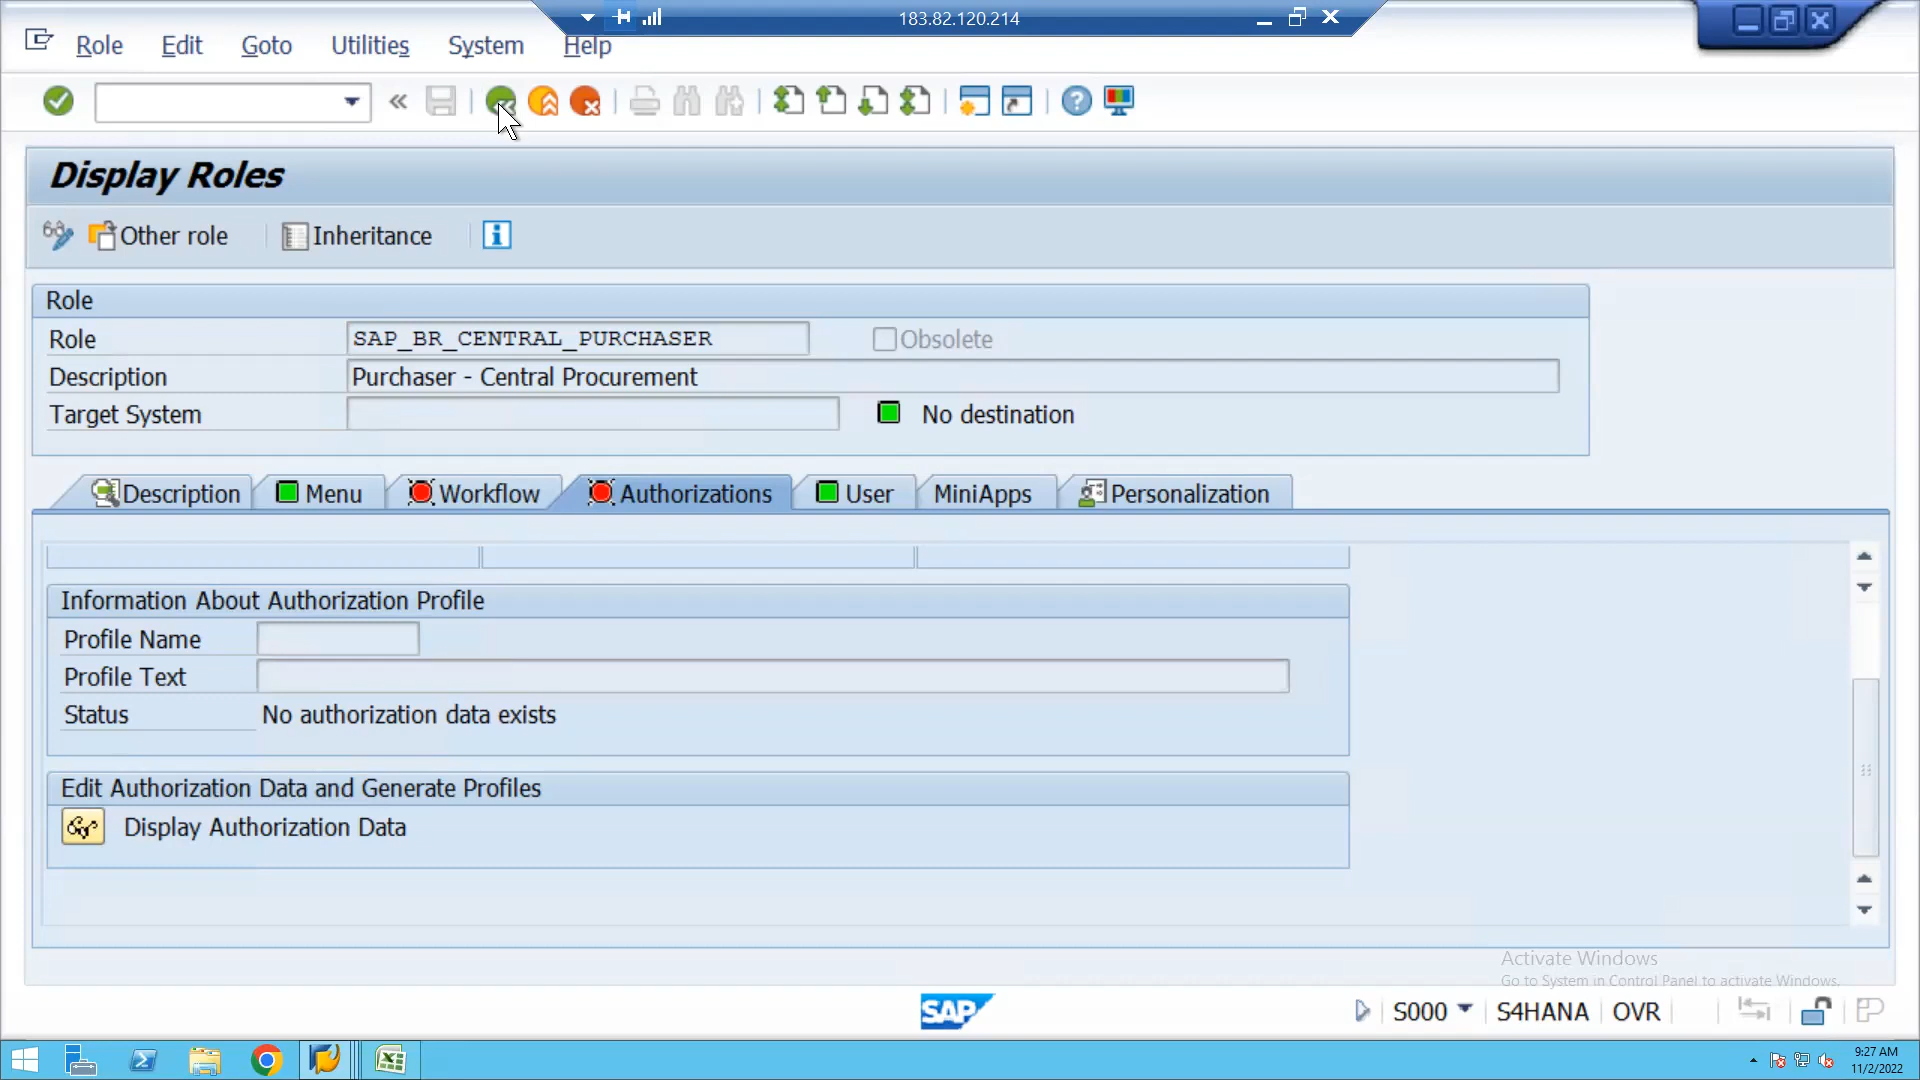 183.82.120.214
Role Edit Goto Utilities System Help
Display Roles
Other role Inheritance
Role
Role SAP_BR_CENTRAL_PURCHASER Obsolete
Description Purchaser - Central Procurement
Target System No destination
Description Menu Workflow Authorizations User MiniApps Personalization
Information About Authorization Profile
Profile Name
Profile Text
Status No authorization data exists
Edit Authorization Data and Generate Profiles
Display Authorization Data
Activate Windows
Go to System in Control Panel to activate Windows.
SAP S000 S4HANA OVR
9:27 AM
11/2/2022